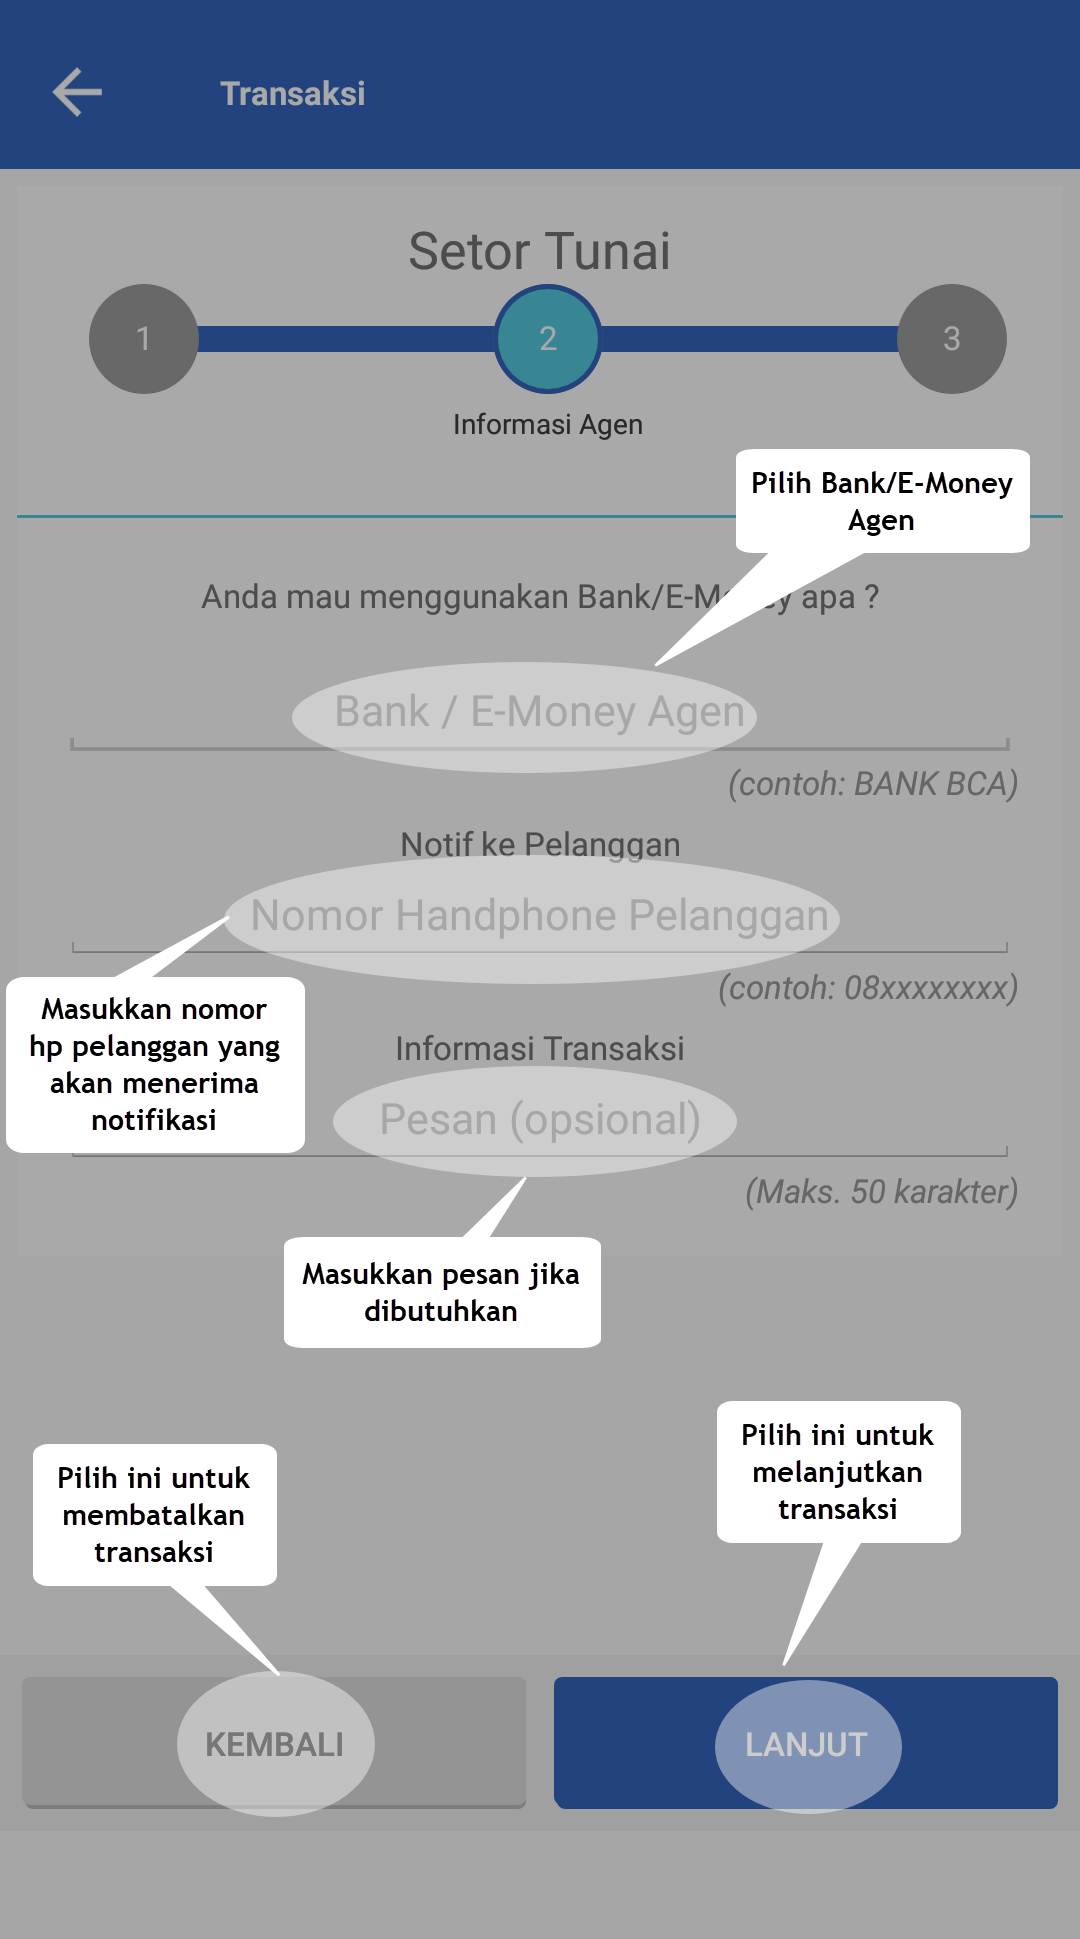 Transaksi
Setor Tunai
1
2
3
Informasi Agen
Pilih Bank/E-Money
Agen
Anda mau menggunakan Bank/E-Money apa ?
Bank / E-Money Agen
(contoh: BANK BCA)
Notif ke Pelanggan
Nomor Handphone Pelanggan
(contoh: 08xxxxxxxx)
Masukkan nomor
hp pelanggan yang
akan menerima
notifikasi
Informasi Transaksi
Pesan (opsional)
(Maks. 50 karakter)
Masukkan pesan jika
dibutuhkan
Pilih ini untuk
membatalkan
transaksi
Pilih ini untuk
melanjutkan
transaksi
KEMBALI
LANJUT